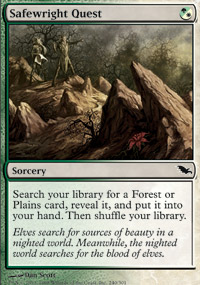 Safewright Quest
Sorcery
Search your library for a Forest or
Plains card, reveal it, and put it into
your hand. Then shuffle your library.
Elves search for sources of beauty in a
nighted world. Meanwhile, the nighted
world searches for the blood of elves.
Dan Scott